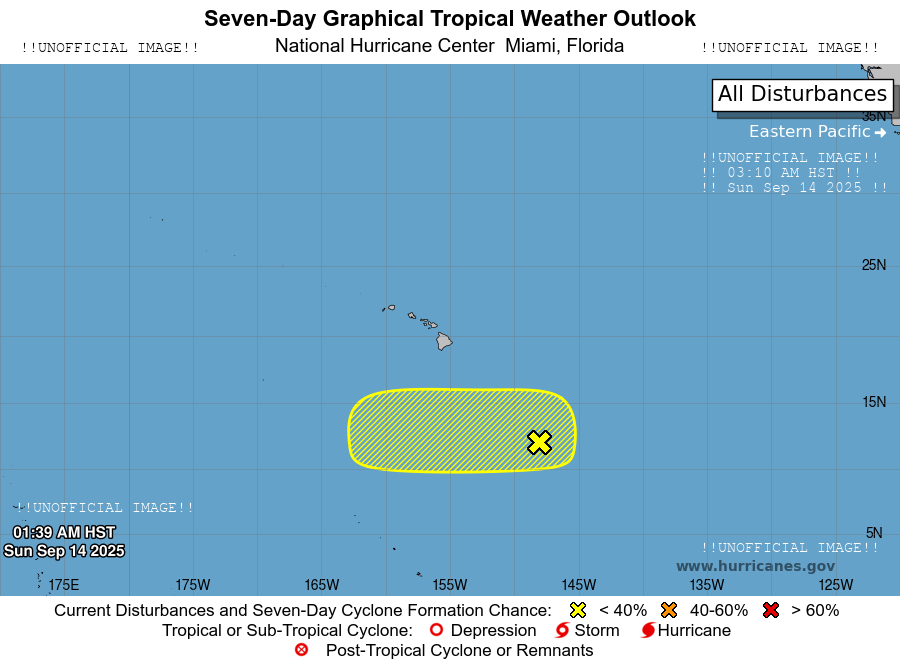 Seven-Day Graphical Tropical Weather Outlook
!!UNOFFICIAL IMAGE!! National Hurricane Center Miami, Florida !!UNOFFICIAL IMAGE!!
All Disturbances
35N
Eastern Pacific
!!UNOFFICIAL IMAGE!!
!! 03:10 AM HST !!
!! Sun Sep 14 2025 !!
25N
15N
!!UNOFFICIAL IMAGE!!
01:39 AM HST
5N
Sun Sep 14 2025
!!UNOFFICIAL IMAGE!!
www.hurricanes.gov
175E 175W 165W 155W 145W 135W 125W
Current Disturbances and Seven-Day Cyclone Formation Chance: < 40% 40-60% > 60%
Tropical or Sub-Tropical Cyclone: Depression Storm Hurricane
Post-Tropical Cyclone or Remnants